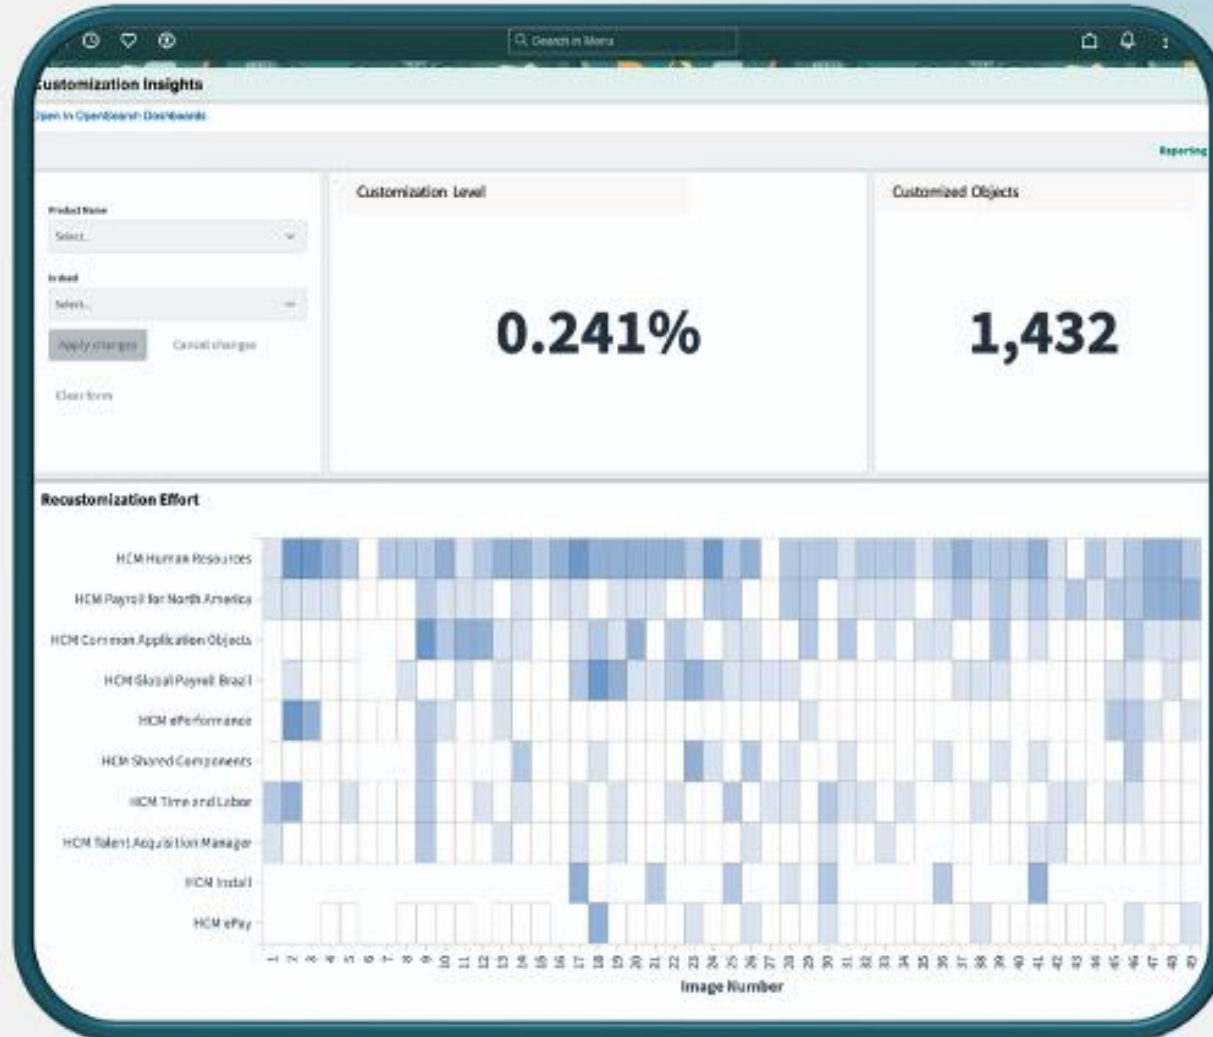 Search in Menu
Customization Insights
Open in OpenSearch Dashboards
Reporting
Product Name
Select...
Is Used
Select...
Apply changes
Cancel changes
Clear form
Customization Level
0.241%
Customized Objects
1,432
Recustomization Effort
HCM Human Resources
HCM Payroll for North America
HCM Common Application Objects
HCM Global Payroll Brazil
HCM ePerformance
HCM Shared Components
HCM Time and Labor
HCM Talent Acquisition Manager
HCM Install
HCM ePay
1 2 3 4 5 6 7 8 9 10 11 12 13 14 15 16 17 18 19 20 21 22 23 24 25 26 27 28 29 30 31 32 33 34 35 36 37 38 39 40 41 42 43 44 45 46 47 48 49
Image Number